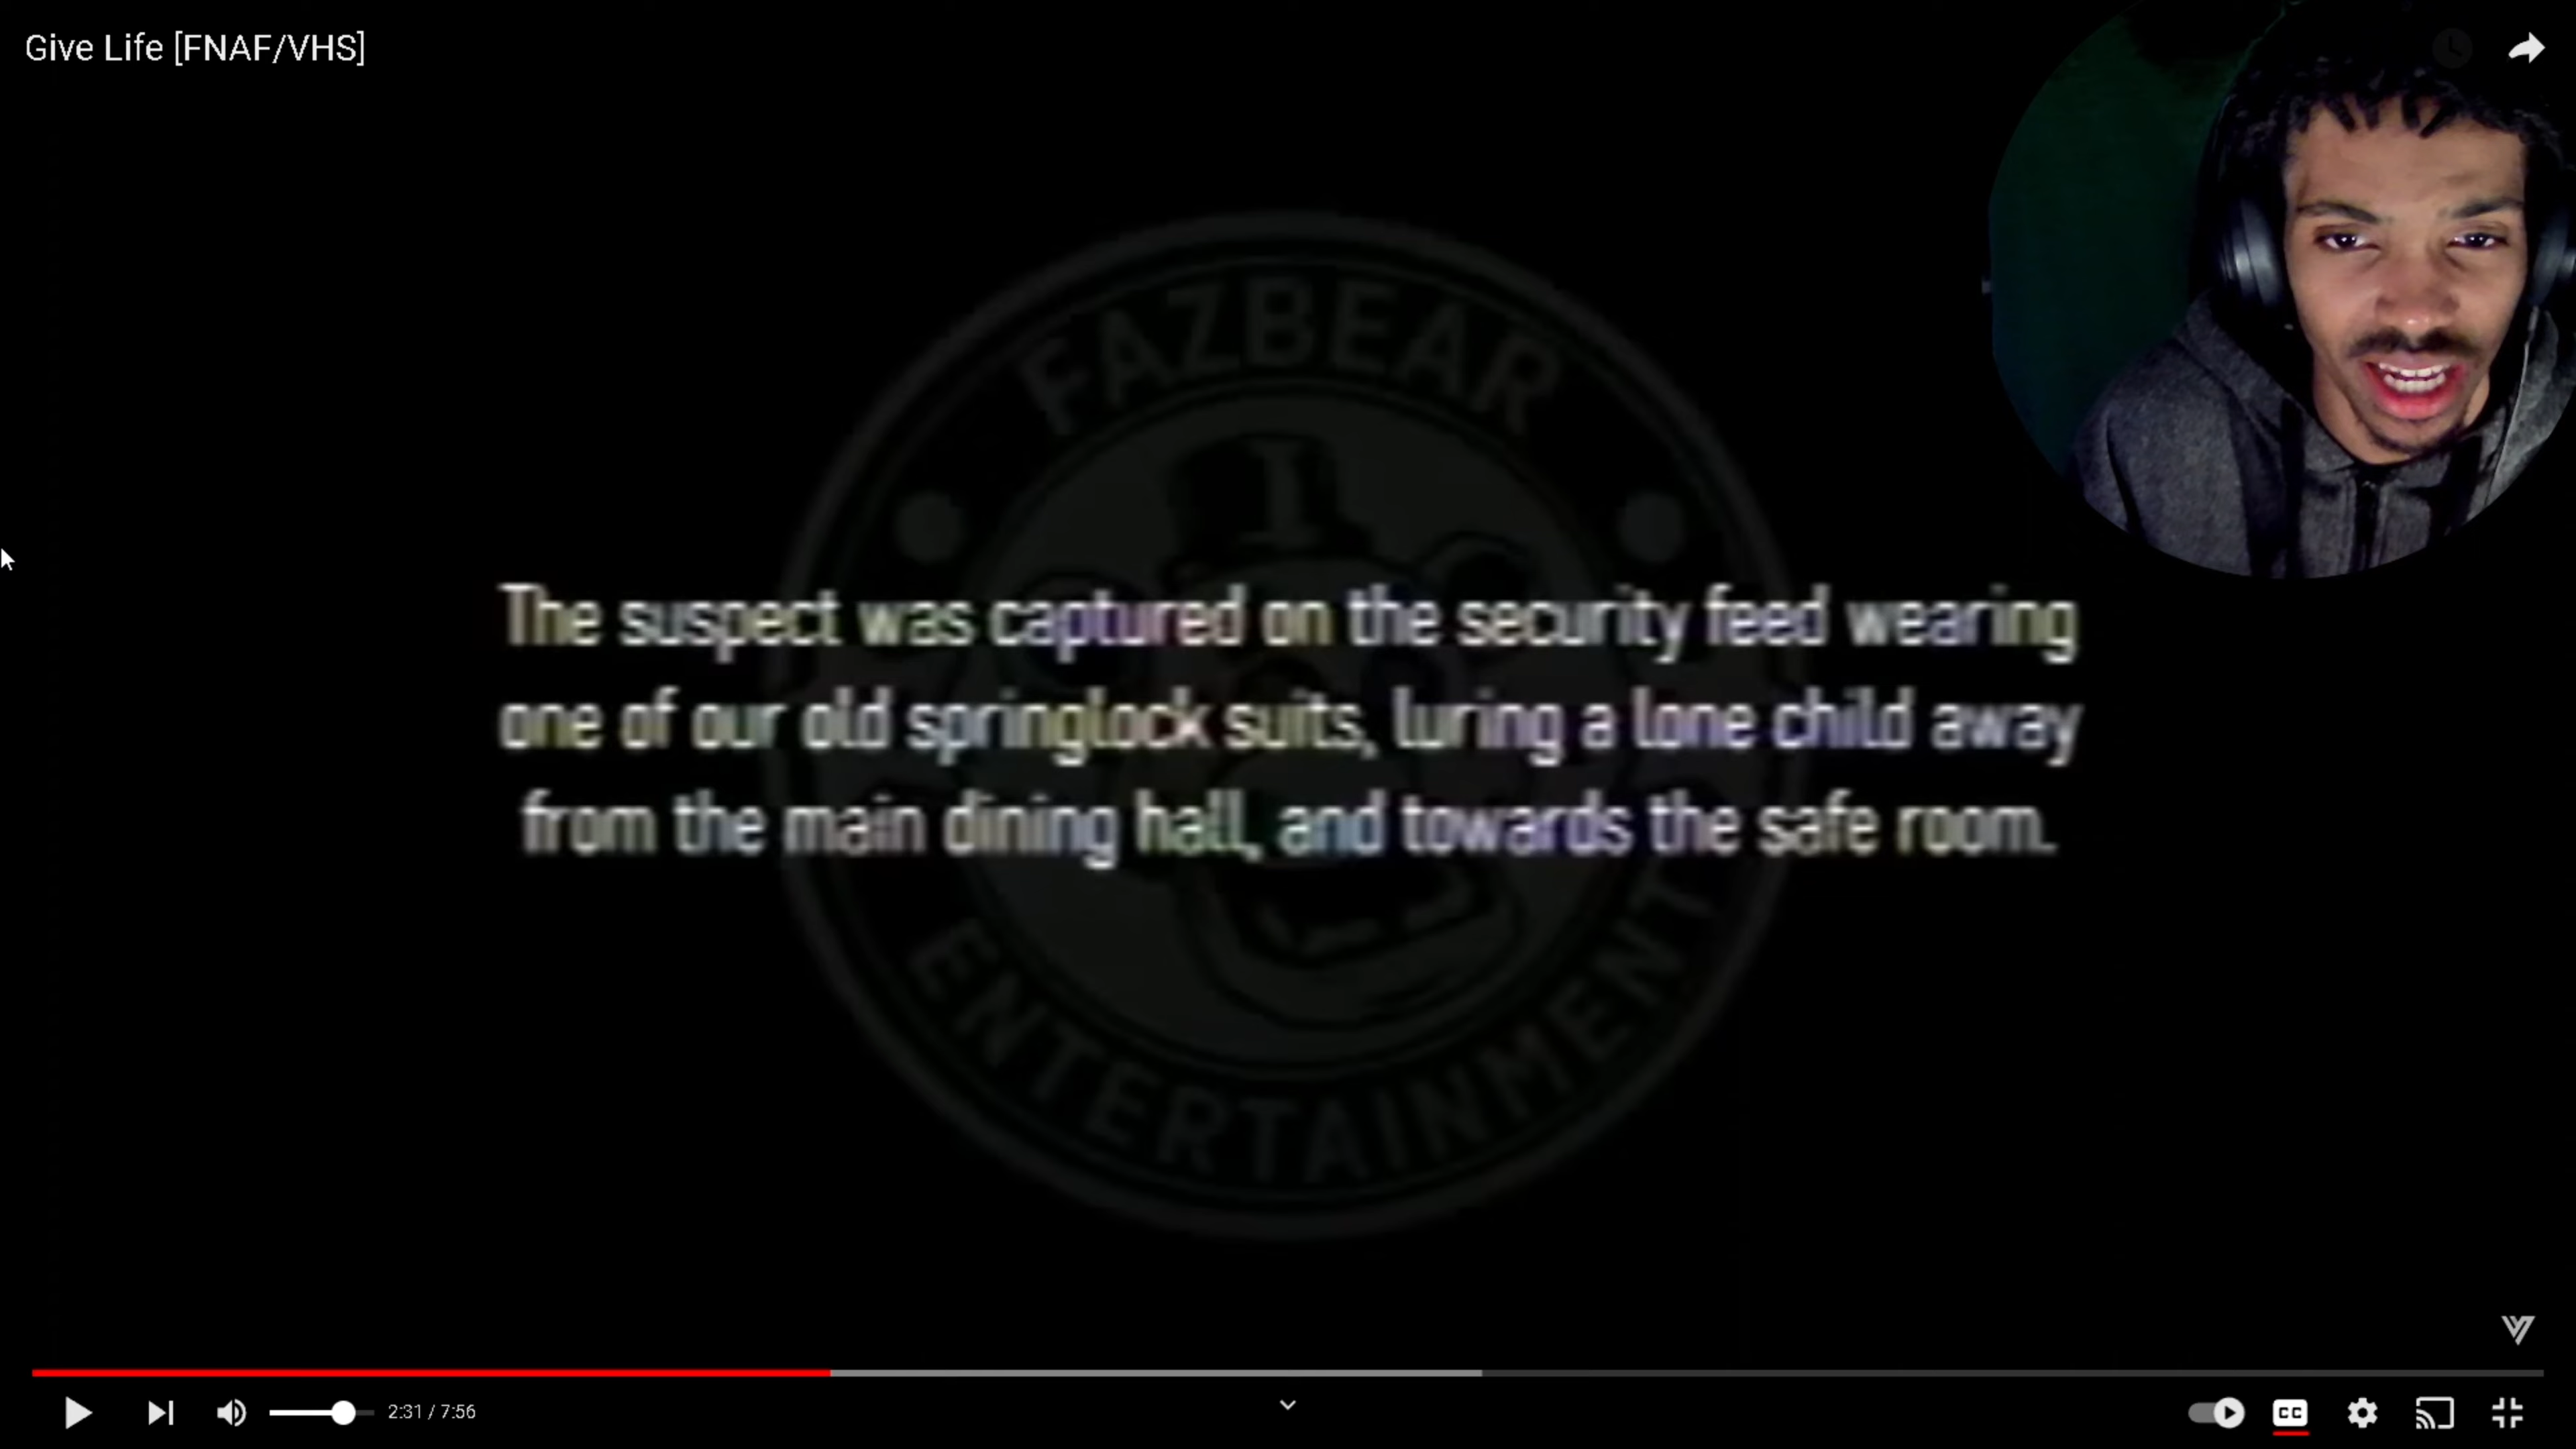 Give Life [FNAF/VHS]
FAZBEAR
The suspect was captured on the security feed wearing
one of our old springlock suits, luring a lone child away
from the main dining hall, and towards the safe room.
ENTERTAINMENT
2:31 / 7:56
CC